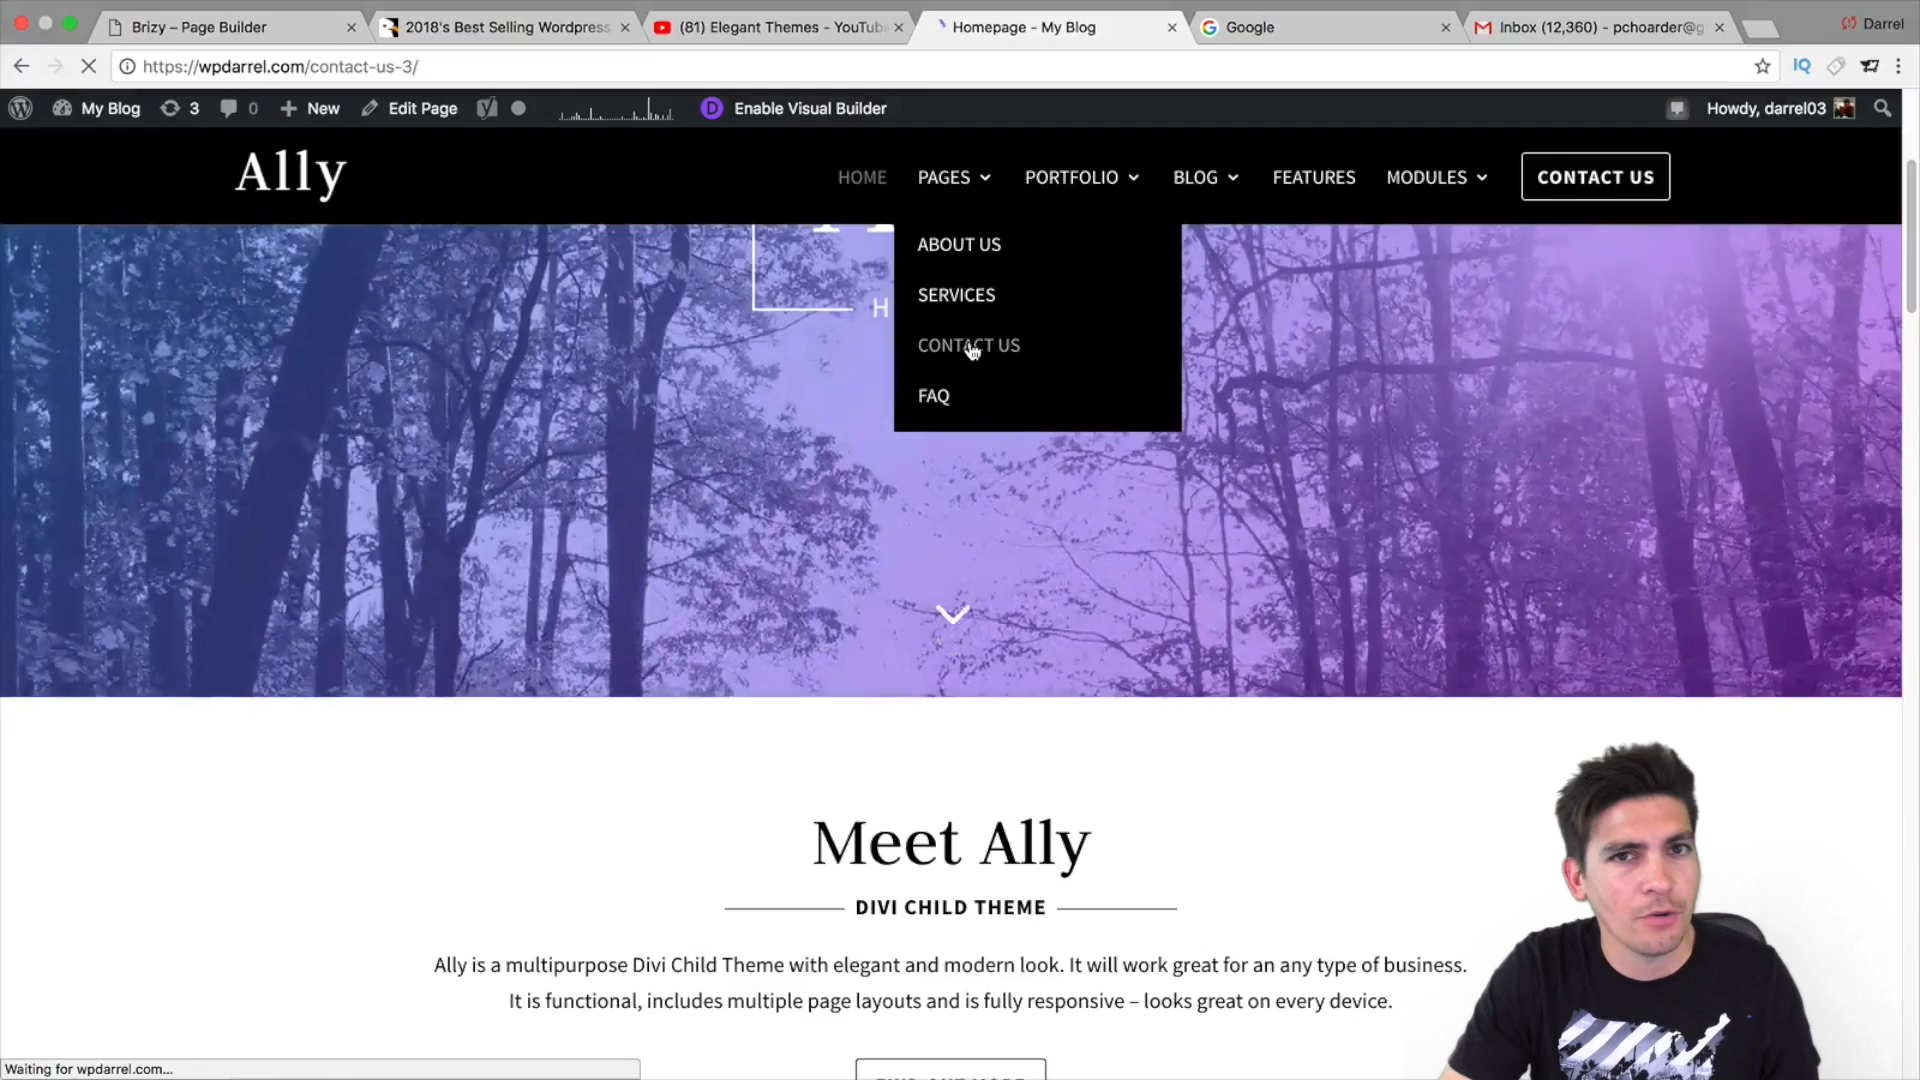 Brizy – Page Builder
2018's Best Selling Wordpress
(81) Elegant Themes - YouTube
Homepage - My Blog
Google
Inbox (12,360) - pchoarder@g
Darrel
https://wpdarrel.com/contact-us-3/
IQ
My Blog
3
0
New
Edit Page
D
Enable Visual Builder
Howdy, darrel03
Ally
HOME
PAGES
PORTFOLIO
BLOG
FEATURES
MODULES
CONTACT US
ABOUT US
SERVICES
CONTACT US
FAQ
H
Meet Ally
DIVI CHILD THEME
Ally is a multipurpose Divi Child Theme with elegant and modern look. It will work great for an any type of business.
It is functional, includes multiple page layouts and is fully responsive – looks great on every device.
Waiting for wpdarrel.com...